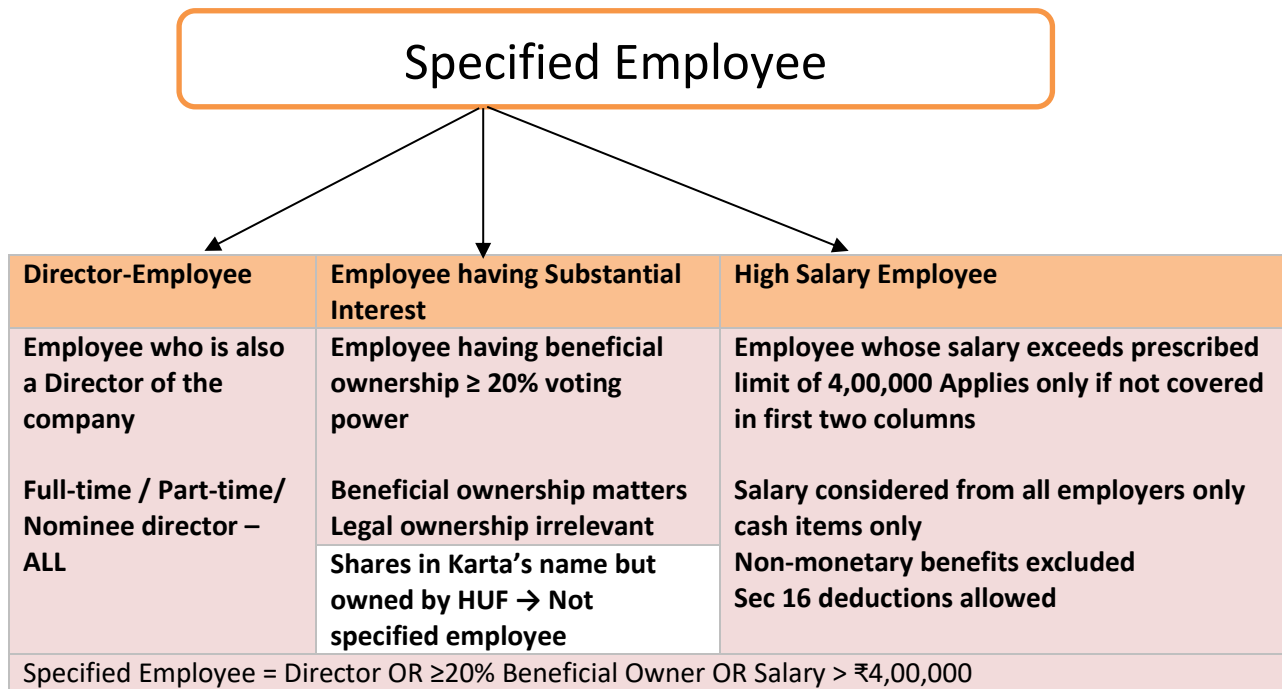 Specified Employee
Director-Employee
Employee having Substantial
Interest
High Salary Employee
Employee who is also
a Director of the
company
Full-time / Part-time/
Nominee director –
ALL
Employee having beneficial
ownership ≥ 20% voting
power
Beneficial ownership matters
Legal ownership irrelevant
Shares in Karta’s name but
owned by HUF → Not
specified employee
Employee whose salary exceeds prescribed
limit of 4,00,000 Applies only if not covered
in first two columns
Salary considered from all employers only
cash items only
Non-monetary benefits excluded
Sec 16 deductions allowed
Specified Employee = Director OR ≥20% Beneficial Owner OR Salary > ₹4,00,000